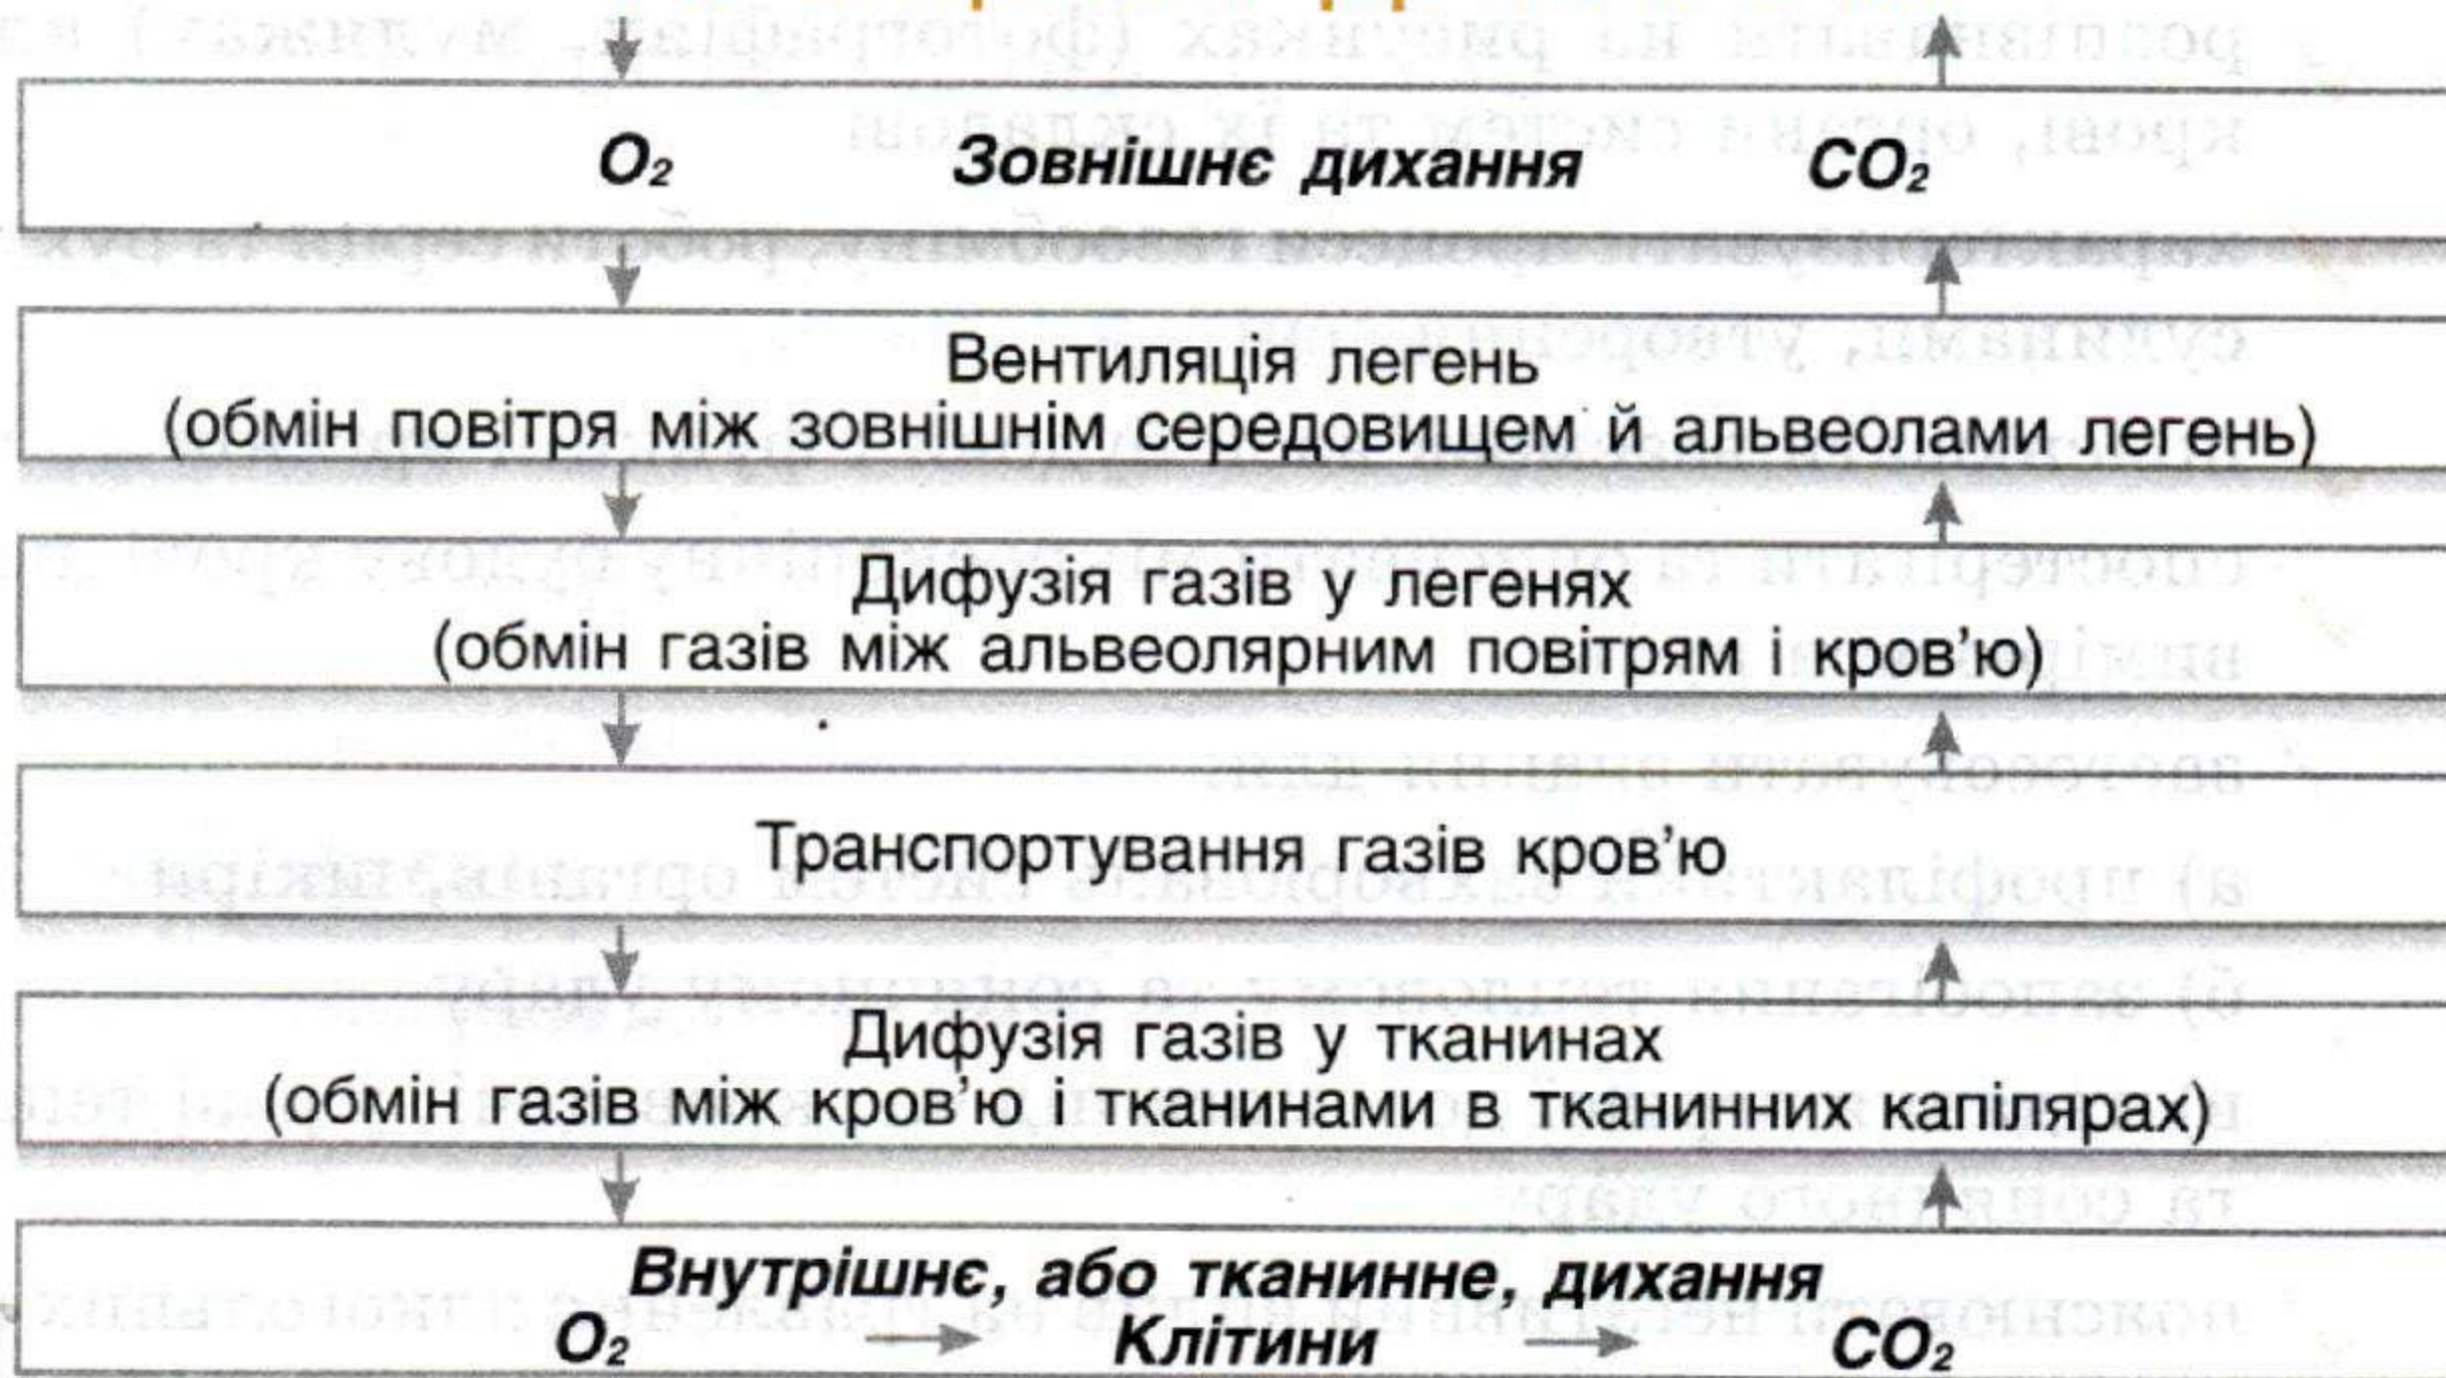 O₂ Зовнішнє дихання CO₂
Вентиляція легень
(обмін повітря між зовнішнім середовищем й альвеолами легень)
Дифузія газів у легенях
(обмін газів між альвеолярним повітрям і кров’ю)
Транспортування газів кров’ю
Дифузія газів у тканинах
(обмін газів між кров’ю і тканинами в тканинних капілярах)
Внутрішнє, або тканинне, дихання
O₂ → Клітини → CO₂